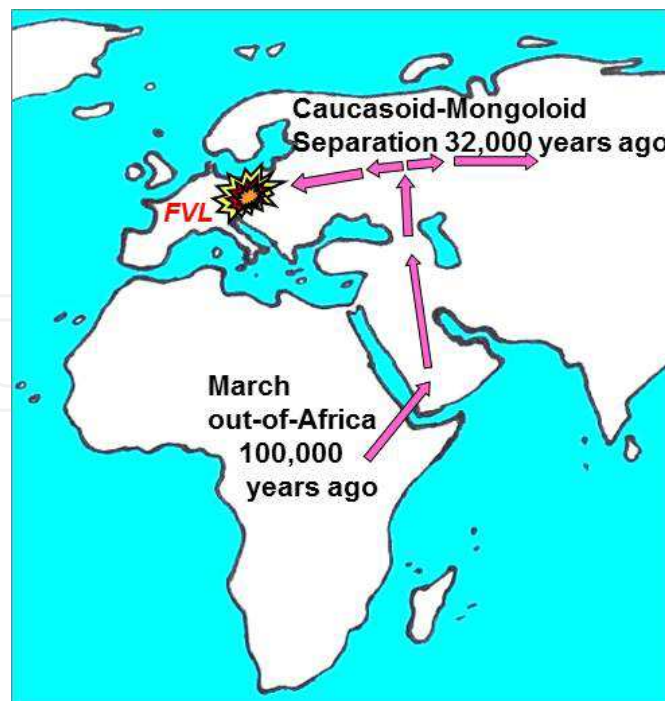 Caucasoid-Mongoloid
Separation 32,000 years ago
FVL
March
out-of-Africa
100,000
years ago